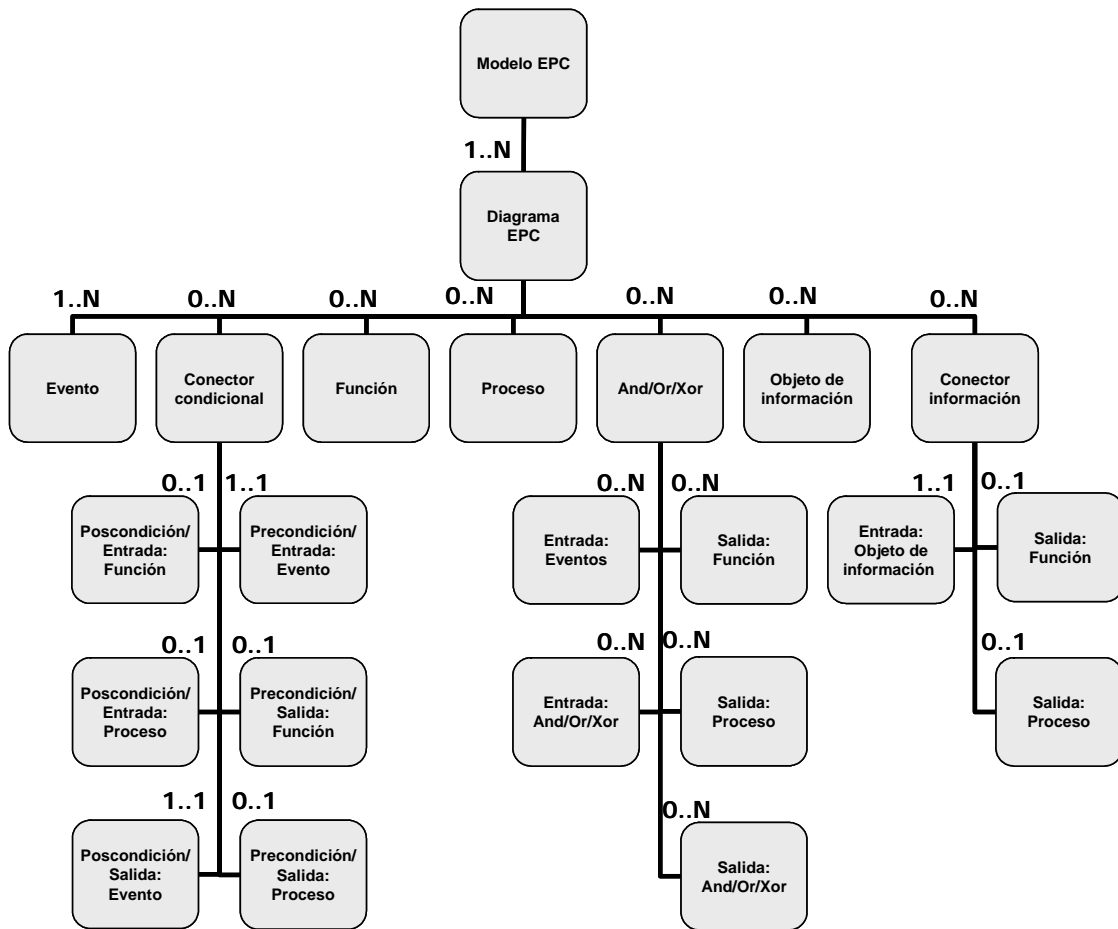 Modelo EPC
1..N
Diagrama
EPC
1..N
0..N
0..N
0..N
0..N
0..N
0..N
Evento
Conector
condicional
Función
Proceso
And/Or/Xor
Objeto de
información
Conector
información
0..1
1..1
0..N
0..N
1..1
0..1
Poscondición/
Entrada:
Función
Precondición/
Entrada:
Evento
Entrada:
Eventos
Salida:
Función
Entrada:
Objeto de
información
Salida:
Función
0..1
0..1
0..N
0..N
0..1
Poscondición/
Entrada:
Proceso
Precondición/
Salida:
Función
Entrada:
And/Or/Xor
Salida:
Proceso
Salida:
Proceso
1..1
0..1
0..N
Poscondición/
Salida:
Evento
Precondición/
Salida:
Proceso
Salida:
And/Or/Xor